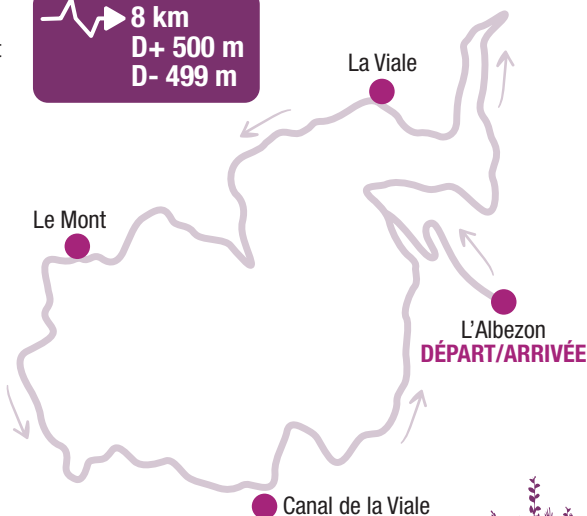 8 km
D+ 500 m
D- 499 m
La Viale
Le Mont
L'Albezon
DÉPART/ARRIVÉE
Canal de la Viale